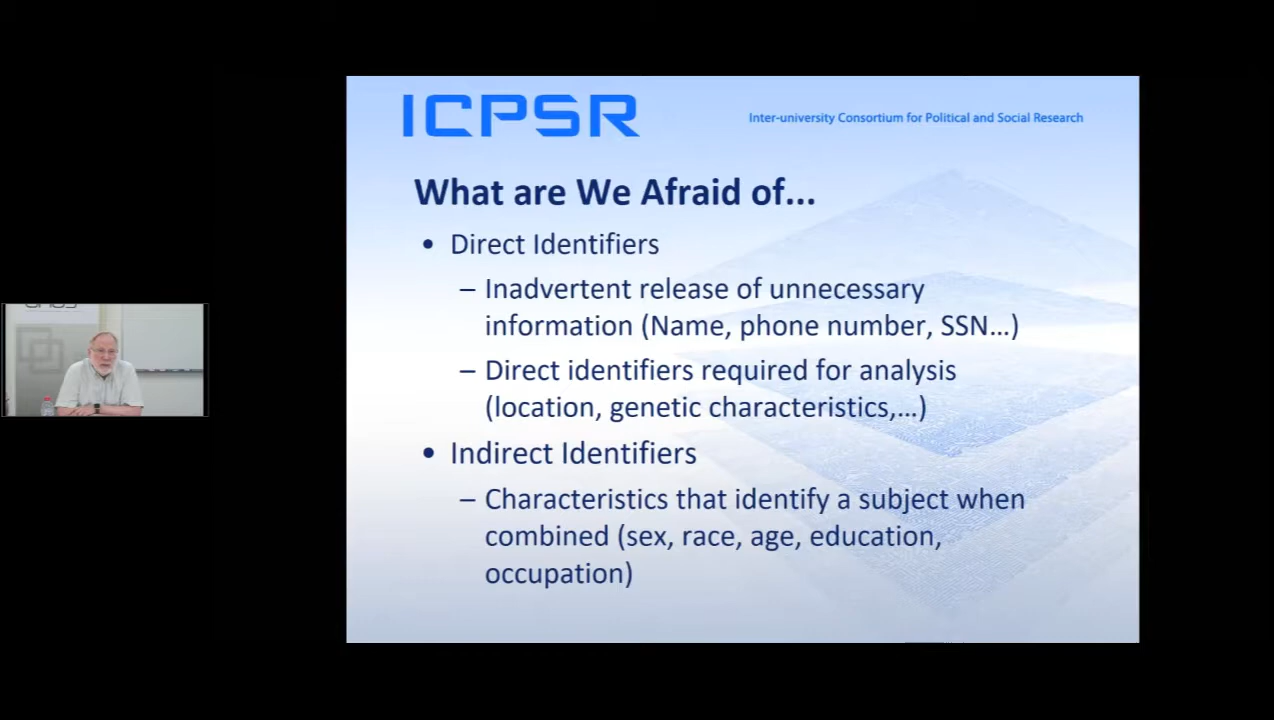 ICPSR
Inter-university Consortium for Political and Social Research
What are We Afraid of...
• Direct Identifiers
– Inadvertent release of unnecessary
information (Name, phone number, SSN…)
– Direct identifiers required for analysis
(location, genetic characteristics,…)
• Indirect Identifiers
– Characteristics that identify a subject when
combined (sex, race, age, education,
occupation)